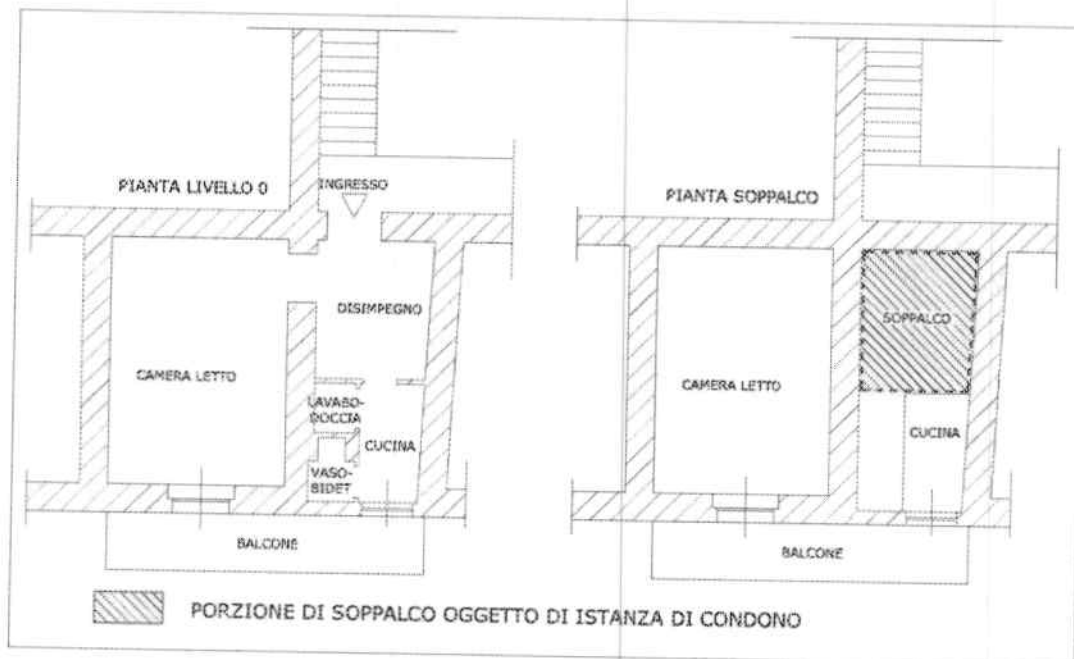 PIANTA LIVELLO 0
INGRESSO
DISIMPEGNO
CAMERA LETTO
LAVABO-
DOCCIA
CUCINA
VASO-
BIDET
BALCONE
PIANTA SOPPALCO
SOPPALCO
CAMERA LETTO
CUCINA
BALCONE
PORZIONE DI SOPPALCO OGGETTO DI ISTANZA DI CONDONO